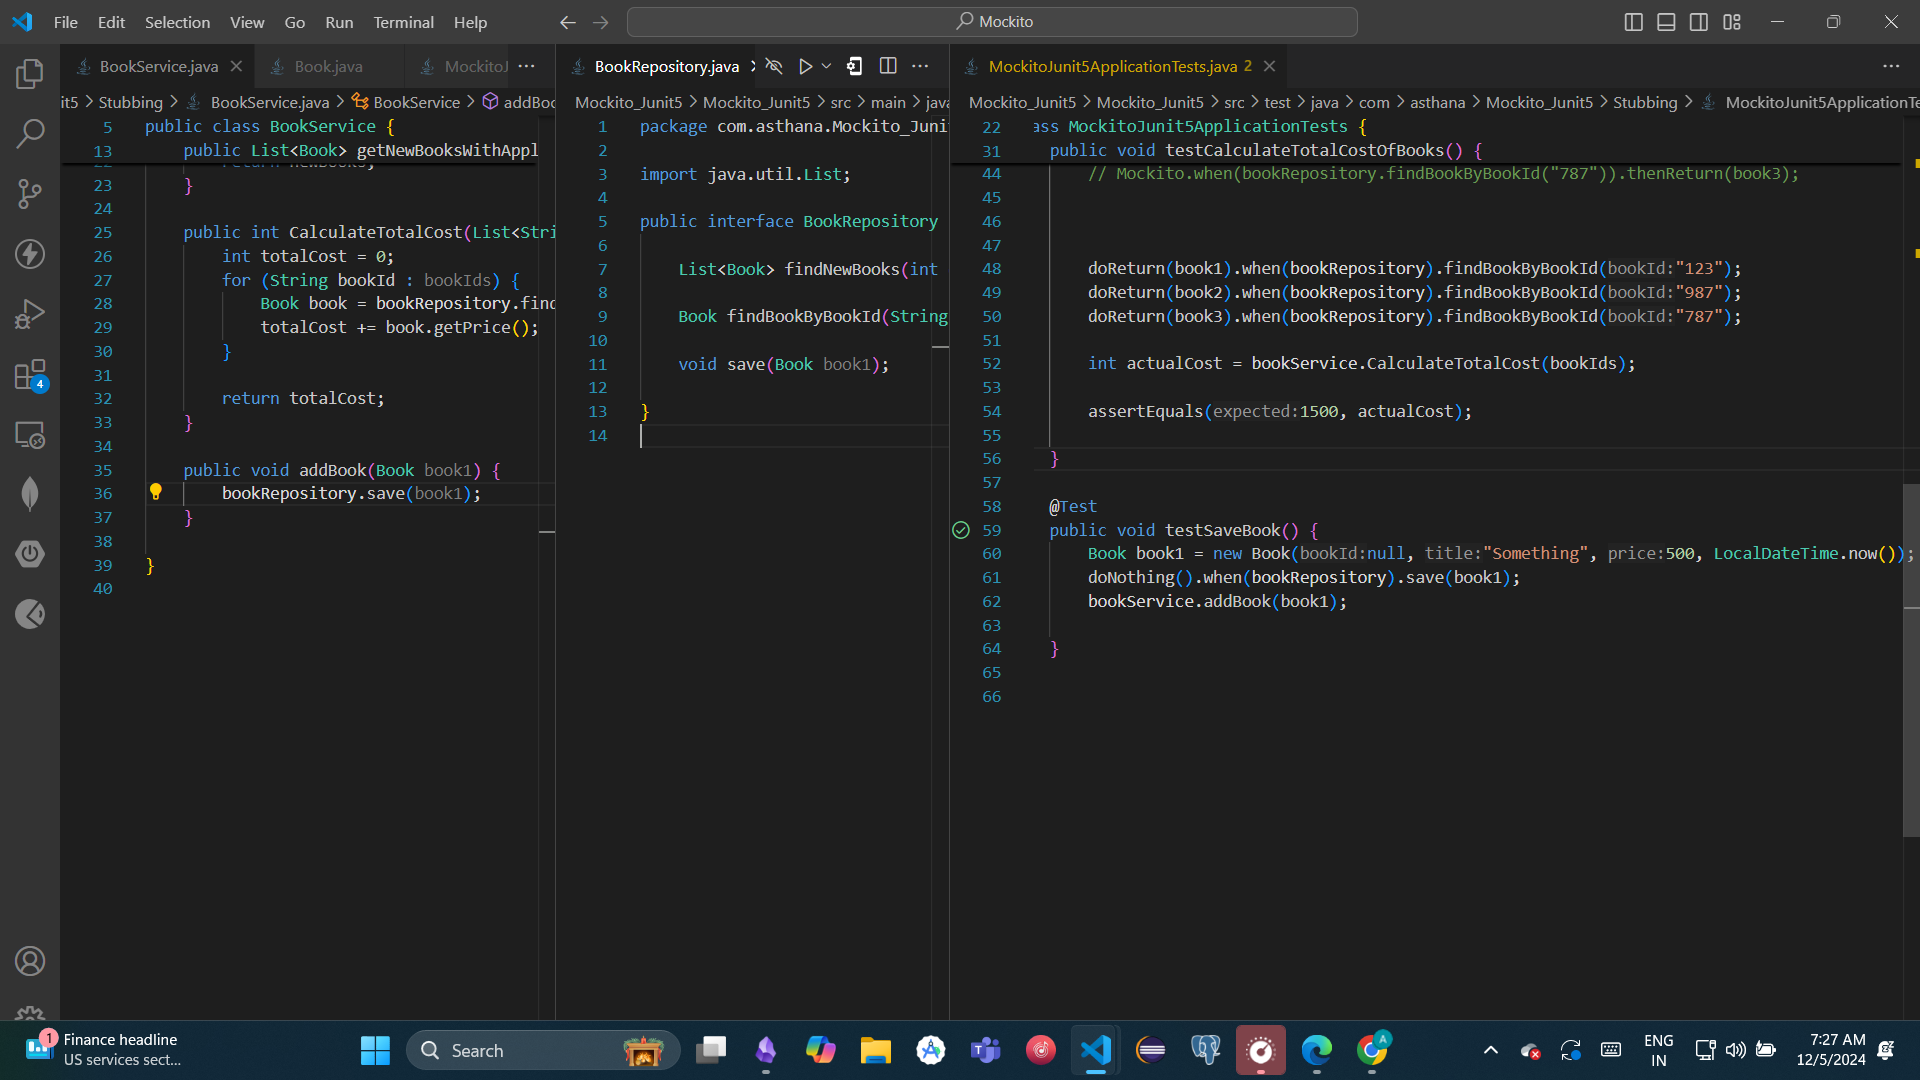 File Edit Selection View Go Run Terminal Help
Mockito
BookService.java
Book.java
BookRepository.java
MockitoJunit5ApplicationTests.java 2
it5 > Stubbing > BookService.java > BookService > addBoo
Mockito_Junit5 > Mockito_Junit5 > src > main > java
Mockito_Junit5 > Mockito_Junit5 > src > test > java > com > asthana > Mockito_Junit5 > Stubbing > MockitoJunit5ApplicationTe
5 public class BookService {
13 public List<Book> getNewBooksWithAppl
23 }
24
25 public int CalculateTotalCost(List<Stri
26 int totalCost = 0;
27 for (String bookId : bookIds) {
28 Book book = bookRepository.find
29 totalCost += book.getPrice();
30 }
31
32 return totalCost;
33 }
34
35 public void addBook(Book book1) {
36 bookRepository.save(book1);
37 }
38
39 }
40
1 package com.asthana.Mockito_Juni
2
3 import java.util.List;
4
5 public interface BookRepository
6
7 List<Book> findNewBooks(int
8
9 Book findBookByBookId(String
10
11 void save(Book book1);
12
13 }
14
22 ass MockitoJunit5ApplicationTests {
31 public void testCalculateTotalCostOfBooks() {
44 // Mockito.when(bookRepository.findBookByBookId("787")).thenReturn(book3);
45
46
47
48 doReturn(book1).when(bookRepository).findBookByBookId(bookId:"123");
49 doReturn(book2).when(bookRepository).findBookByBookId(bookId:"987");
50 doReturn(book3).when(bookRepository).findBookByBookId(bookId:"787");
51
52 int actualCost = bookService.CalculateTotalCost(bookIds);
53
54 assertEquals(expected:1500, actualCost);
55
56 }
57
58 @Test
59 public void testSaveBook() {
60 Book book1 = new Book(bookId:null, title:"Something", price:500, LocalDateTime.now());
61 doNothing().when(bookRepository).save(book1);
62 bookService.addBook(book1);
63
64 }
65
66
4
1
Finance headline
US services sect...
Search
ENG
IN
7:27 AM
12/5/2024